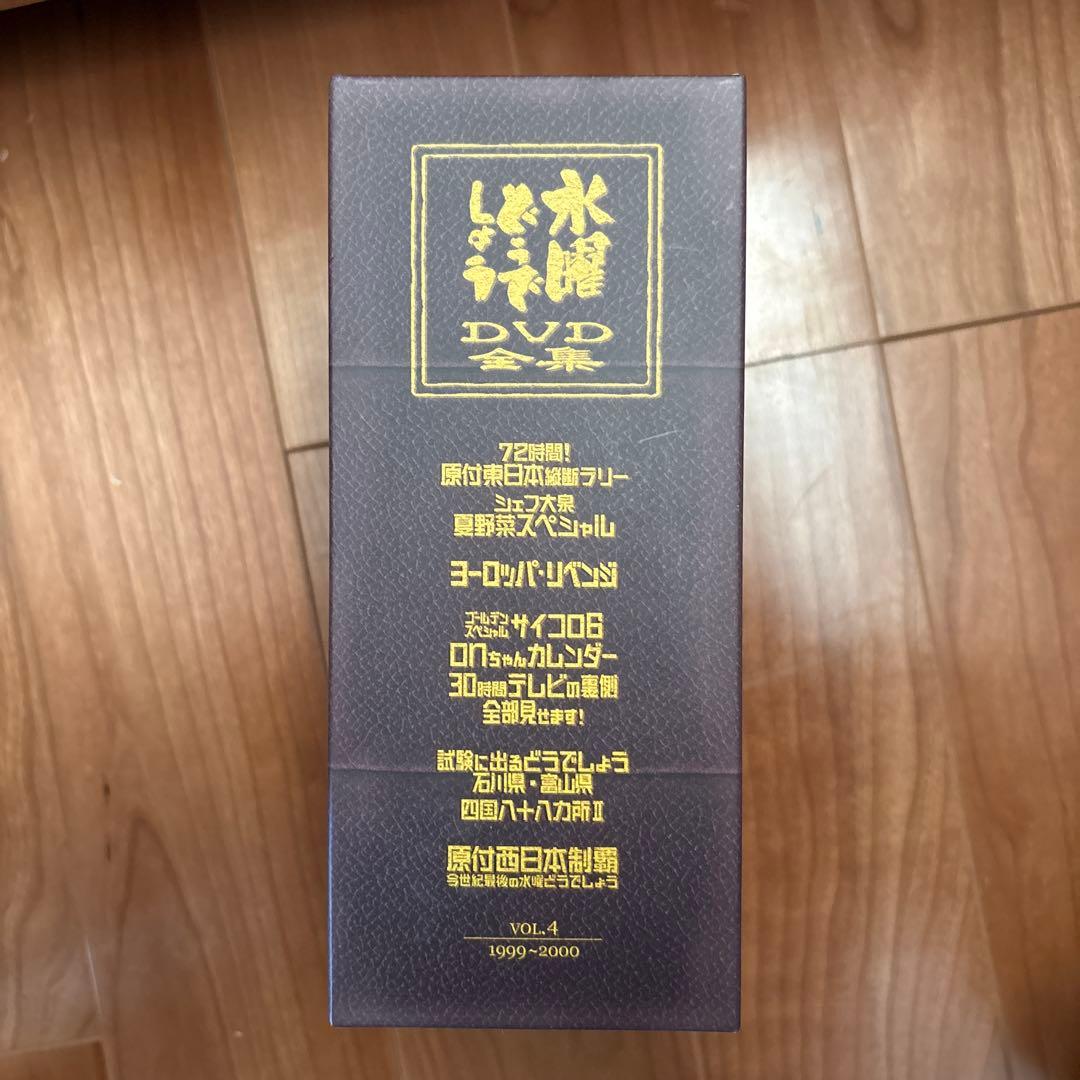 水曜
どうで
しょう
DVD
全集
72時間!
原付東日本縦断ラリー
シェフ大泉
夏野菜スペシャル
ヨーロッパ・リベンジ
ゴールデン
スペシャル サイコロ6
onちゃんカレンダー
30時間テレビの裏側
全部見せます!
試験に出るどうでしょう
石川県・富山県
四国八十八カ所II
原付西日本制覇
今世紀最後の水曜どうでしょう
VOL.4
1999~2000